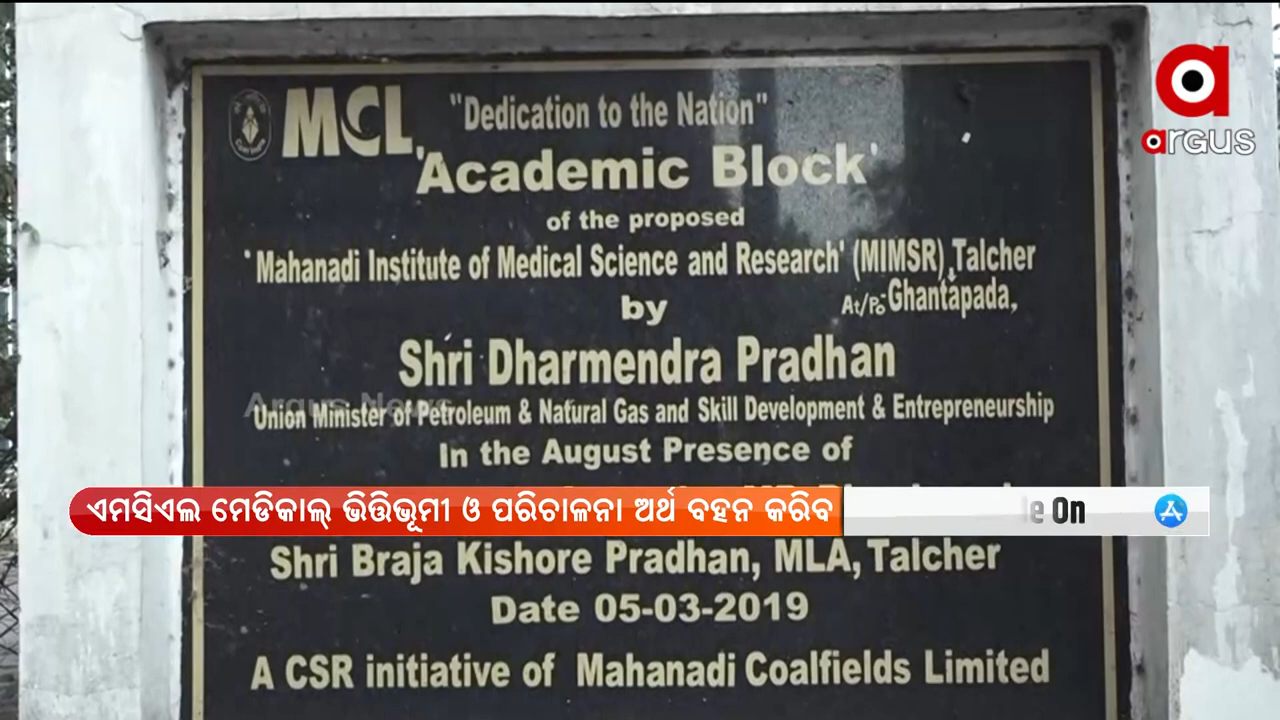 a
argus
MCL "Dedication to the Nation"
'Academic Block'
of the proposed
'Mahanadi Institute of Medical Science and Research' (MIMSR), Talcher
by At/Po-Ghantapada,
Shri Dharmendra Pradhan
Argus News
Union Minister of Petroleum & Natural Gas and Skill Development & Entrepreneurship
In the August Presence of
ଏମସିଏଲ ମେଡିକାଲ୍ ଭିତ୍ତିଭୂମୀ ଓ ପରିଚାଳନା ଅର୍ଥ ବହନ କରିବ
On
Shri Braja Kishore Pradhan, MLA, Talcher
Date 05-03-2019
A CSR initiative of Mahanadi Coalfields Limited